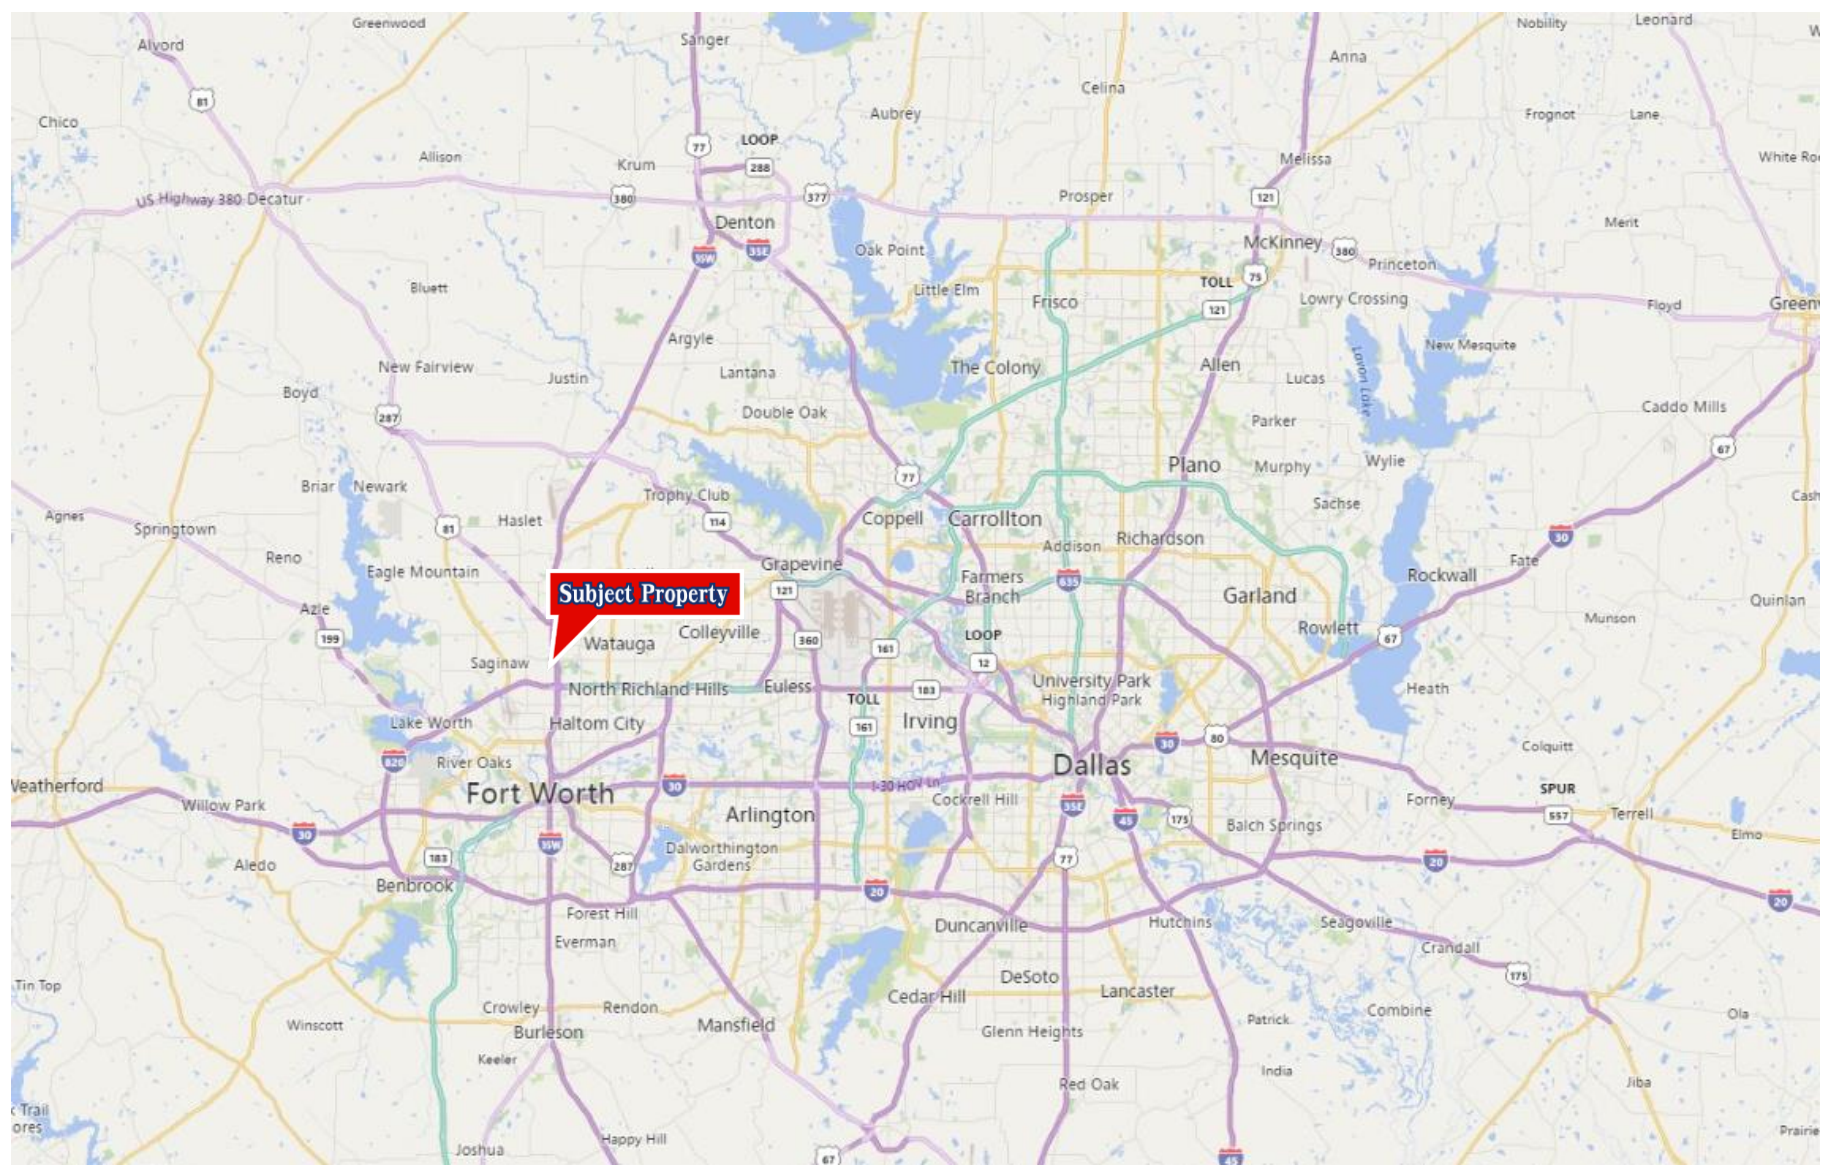 Greenwood
Nobility
Leonard
Alvord
Sanger
Anna
Celina
81
Chico
Aubrey
Frognot
Lane
LOOP
77
Allison
Krum
288
Melissa
White Ro
US Highway 380
Decatur
380
377
Prosper
121
Denton
Merit
35W
35E
Oak Point
McKinney
380
Princeton
Bluett
Little Elm
Frisco
TOLL
75
121
Lowry Crossing
Floyd
Green
Argyle
New Fairview
Justin
Lantana
The Colony
Allen
Lucas
New Mesquite
Lavon Lake
Boyd
287
Double Oak
Parker
Caddo Mills
67
Plano
Murphy
Wylie
77
Briar
Newark
Trophy Club
114
Sachse
Cash
Agnes
Springtown
81
Haslet
Coppell
Carrollton
Addison
Richardson
30
Reno
Eagle Mountain
Grapevine
Farmers
Branch
635
Rockwall
Fate
Subject Property
121
Garland
Quinlan
Azle
199
Watauga
Colleyville
360
161
LOOP
12
Rowlett
67
Munson
Saginaw
North Richland Hills
Euless
183
University Park
Highland Park
Heath
TOLL
161
Lake Worth
Haltom City
Irving
30
80
Colquitt
820
River Oaks
Dallas
Mesquite
Weatherford
Fort Worth
30
I-30 HOV Ln
Willow Park
30
Arlington
Cockrell Hill
35E
45
175
Balch Springs
Forney
SPUR
557
Terrell
Elmo
35W
183
287
Dalworthington
Gardens
77
20
Aledo
Benbrook
20
20
Forest Hill
Everman
Duncanville
Hutchins
Seagoville
Crandall
175
Tin Top
DeSoto
Cedar Hill
Lancaster
Crowley
Rendon
Winscott
Burleson
Mansfield
Glenn Heights
Patrick
Combine
Ola
Keeler
Red Oak
India
Jiba
Trail
ores
Joshua
Happy Hill
67
45
Prairie